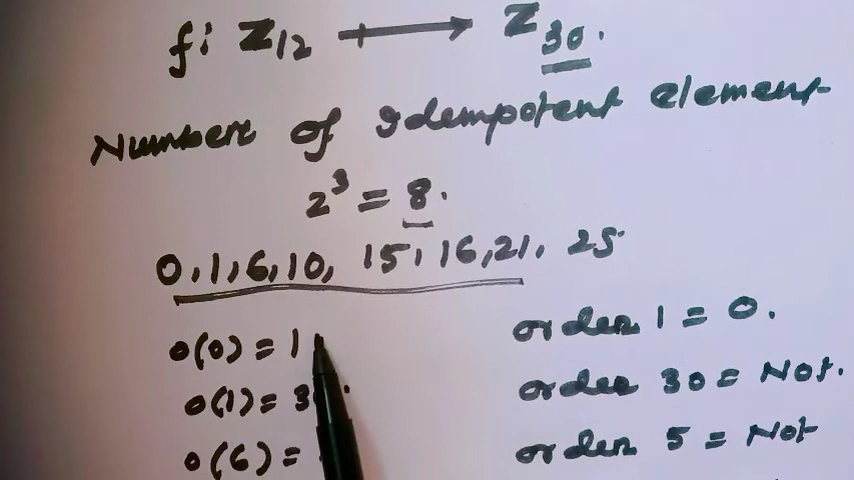 f: Z12 → Z30.
Number of Idempotent element
2³ = 8.
0,1,6,10, 15, 16,21, 25
o(0) = 1
order 1 = 0.
o(1) = 3
order 30 = Not.
o(6) =
order 5 = Not